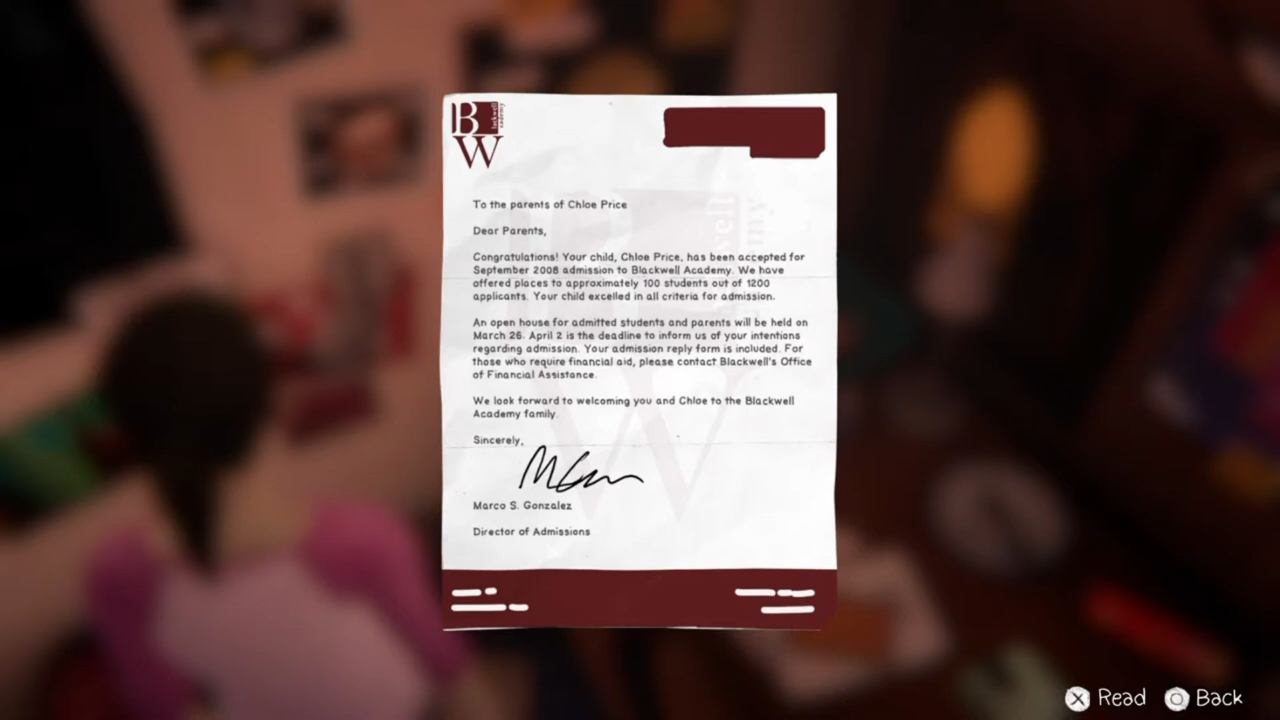 BW
Blackwell
Academy
To the parents of Chloe Price
Dear Parents,
Congratulations! Your child, Chloe Price, has been accepted for
September 2008 admission to Blackwell Academy. We have
offered places to approximately 100 students out of 1200
applicants. Your child excelled in all criteria for admission.
An open house for admitted students and parents will be held on
March 26. April 2 is the deadline to inform us of your intentions
regarding admission. Your admission reply form is included. For
those who require financial aid, please contact Blackwell's Office
of Financial Assistance.
We look forward to welcoming you and Chloe to the Blackwell
Academy family.
Sincerely,
Marco S. Gonzalez
Director of Admissions
Read
Back